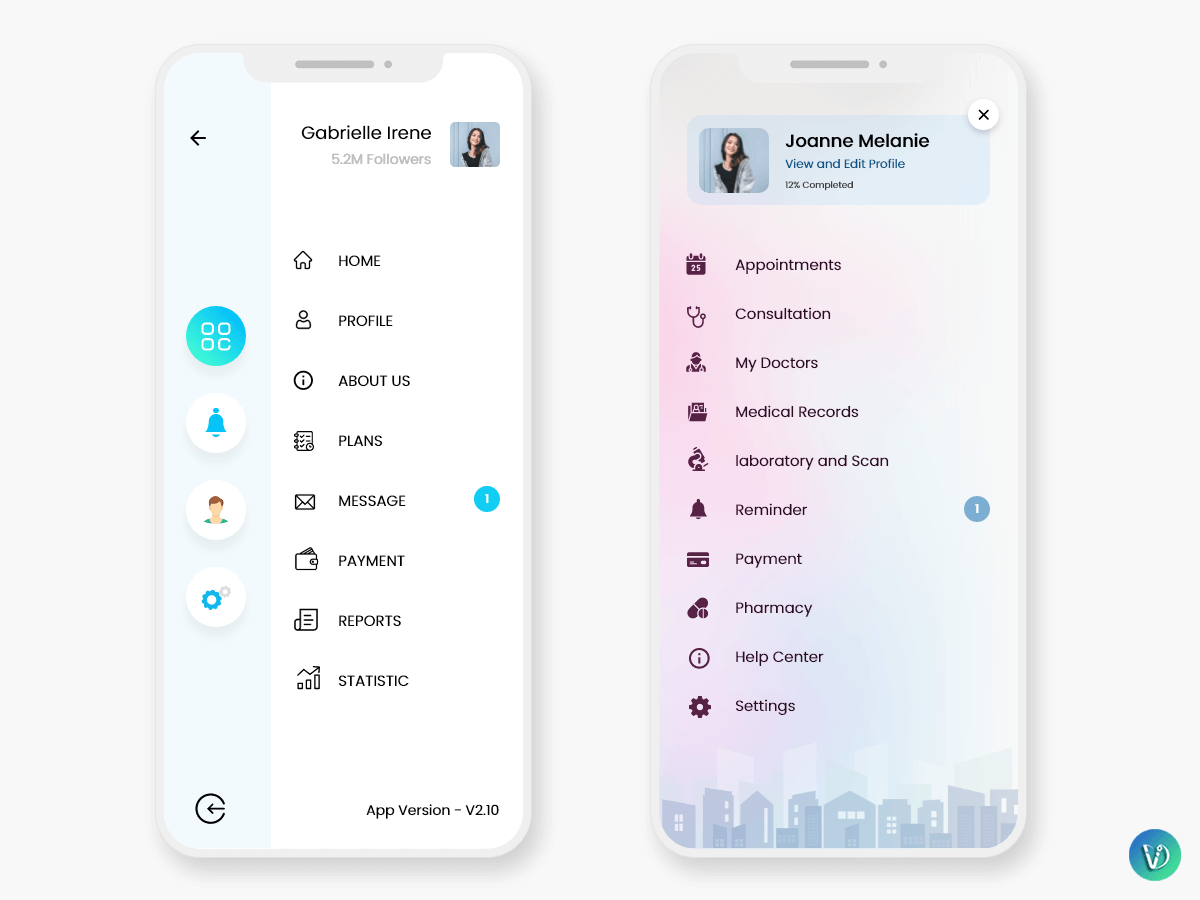 Gabrielle Irene
5.2M Followers
HOME
PROFILE
ABOUT US
PLANS
MESSAGE 1
PAYMENT
REPORTS
STATISTIC
App Version - V2.10
Joanne Melanie
View and Edit Profile
12% Completed
25 Appointments
Consultation
My Doctors
Medical Records
laboratory and Scan
Reminder 1
Payment
Pharmacy
Help Center
Settings